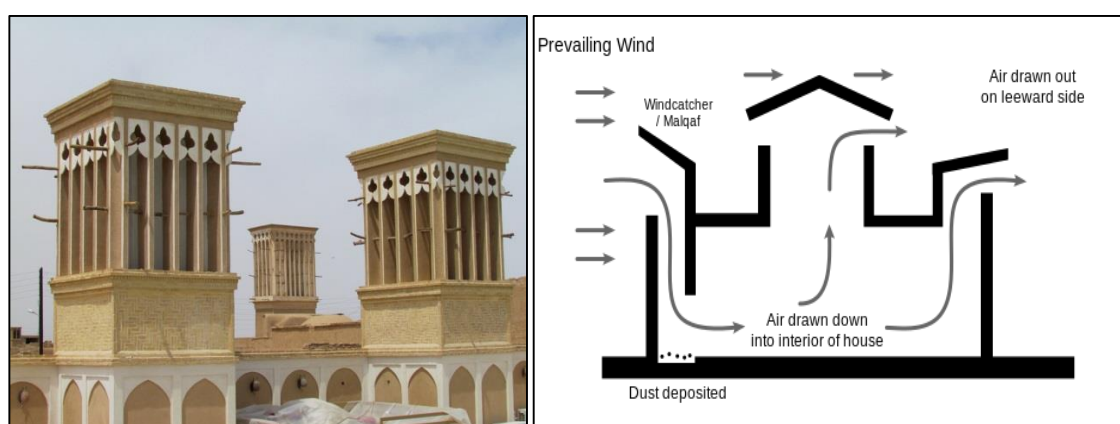 Prevailing Wind
Windcatcher
/ Malqaf
Air drawn out
on leeward side
Air drawn down
into interior of house
Dust deposited